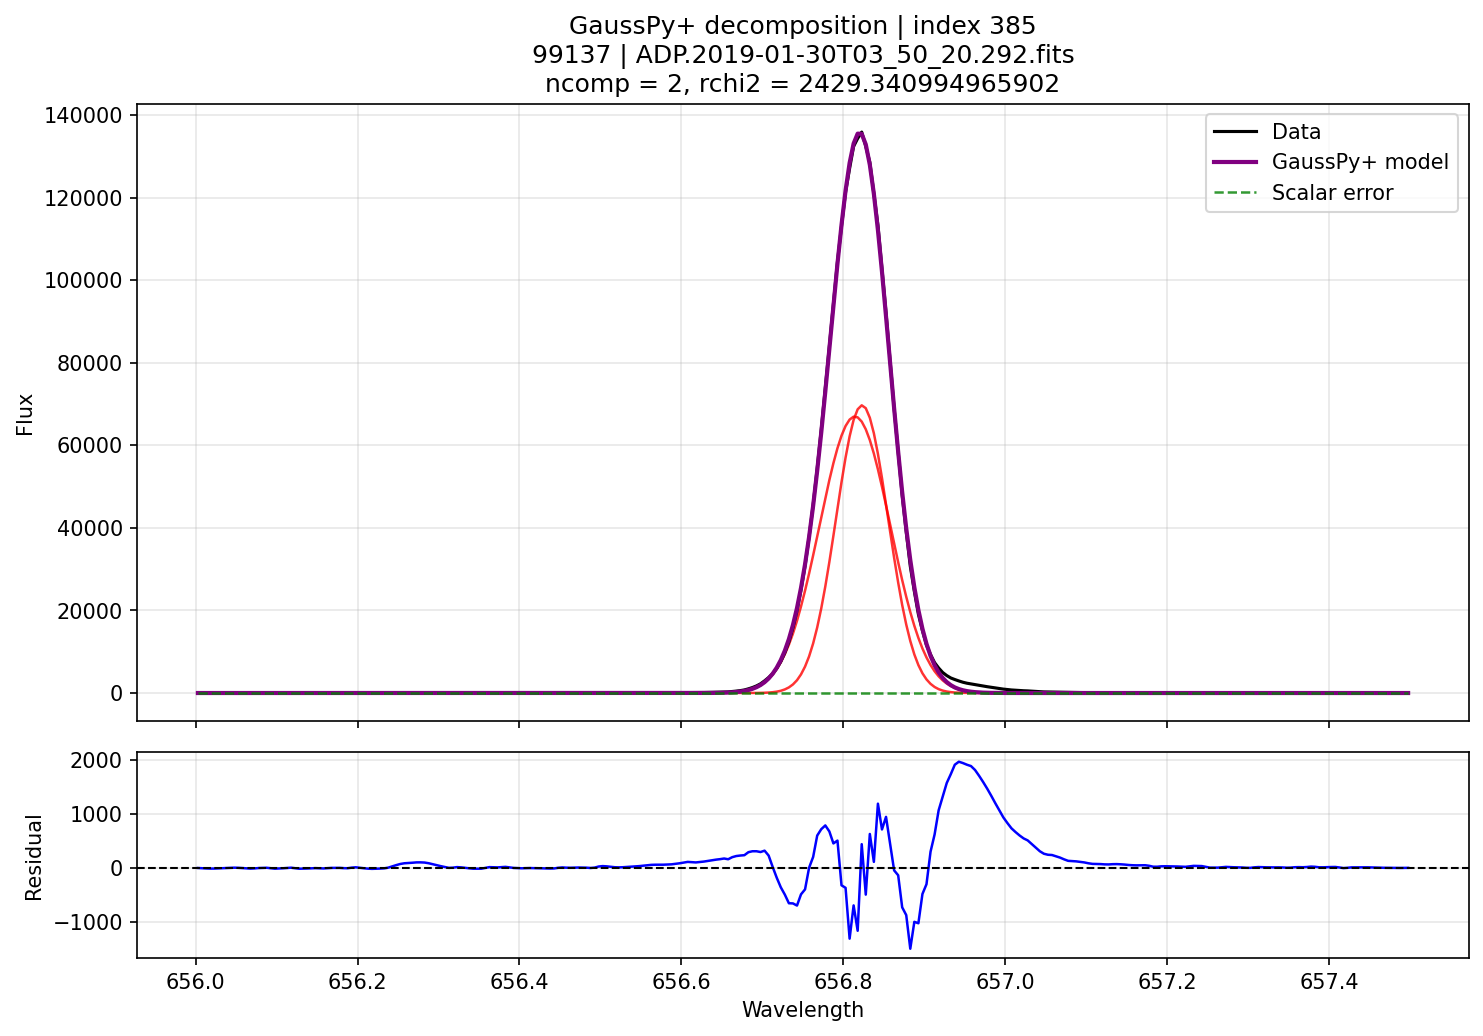 GaussPy+ decomposition | index 385
99137 | ADP.2019-01-30T03_50_20.292.fits
ncomp = 2, rchi2 = 2429.340994965902
140000
120000
100000
80000
60000
40000
20000
0
Flux
Data
GaussPy+ model
Scalar error
2000
1000
0
−1000
Residual
656.0
656.2
656.4
656.6
656.8
657.0
657.2
657.4
Wavelength